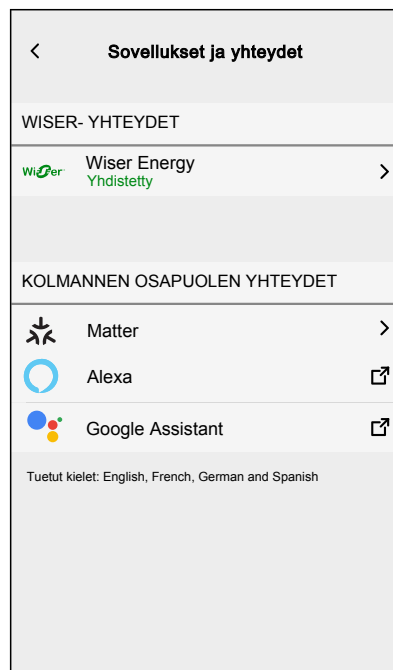 Sovellukset ja yhteydet
WISER- YHTEYDET
Wiser
Wiser Energy
Yhdistetty
KOLMANNEN OSAPUOLEN YHTEYDET
Matter
Alexa
Google Assistant
Tuetut kielet: English, French, German and Spanish